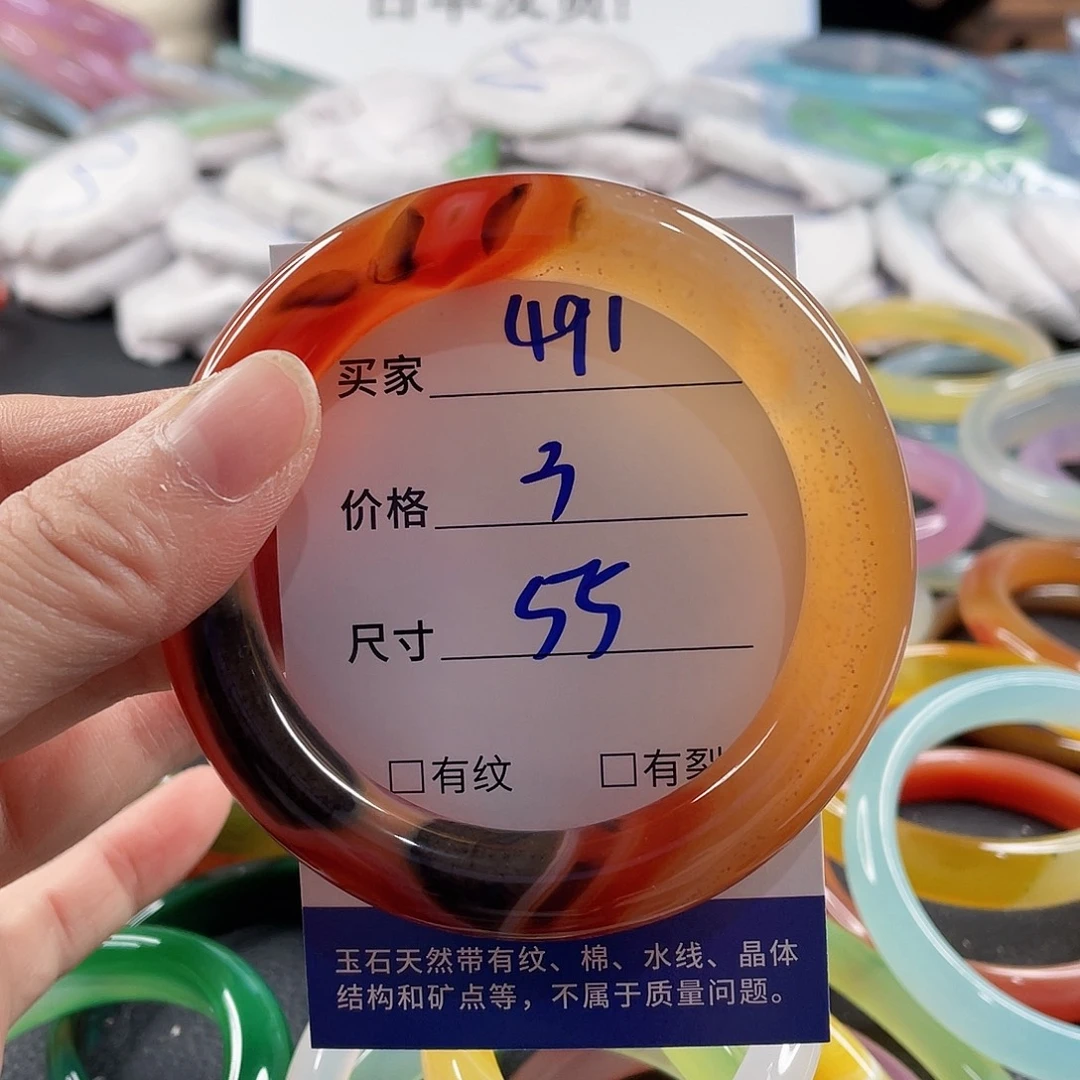 买家 491
价格 3
尺寸 55
□有纹 □有裂
玉石天然带有纹、棉、水线、晶体
结构和矿点等，不属于质量问题。